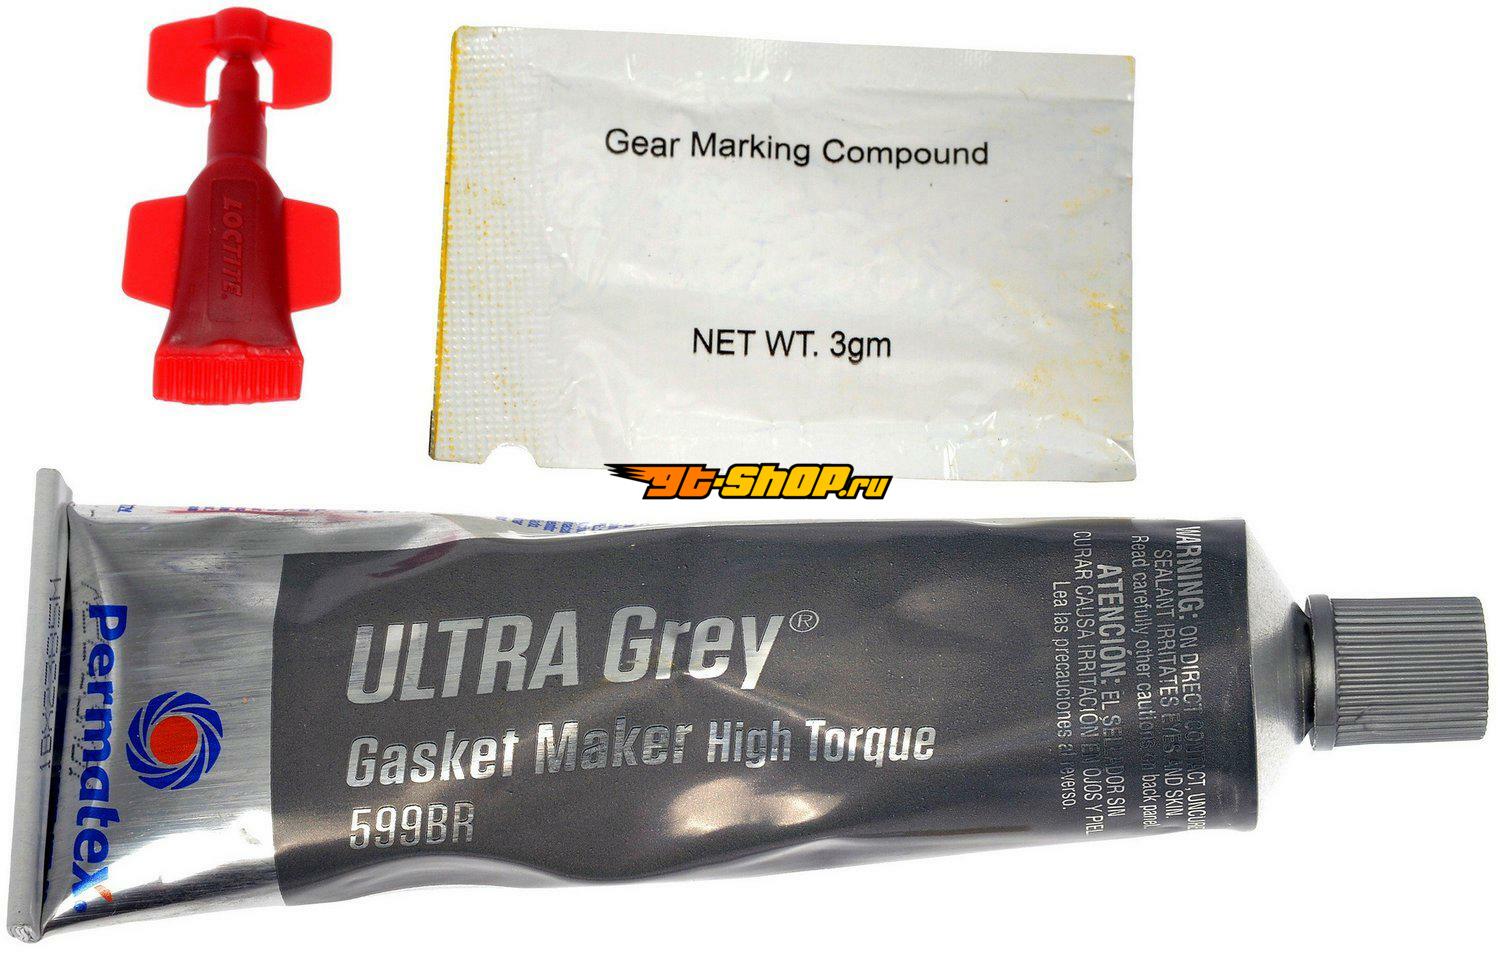 LOCTITE®
Gear Marking Compound
NET WT. 3gm
gt-shop.ru
Permatex®
ULTRA Grey®
Gasket Maker High Torque
599BR
WARNING: ON DIRECT CONTACT, UNCURE
SEALANT IRRITATES EYES AND SKIN.
Read carefully other cautions on back panel
ATENCIÓN: EL SELLADOR SIN
CURAR CAUSA IRRITACIÓN EN OJOS Y PIEL
Lea las precauciones al reverso.